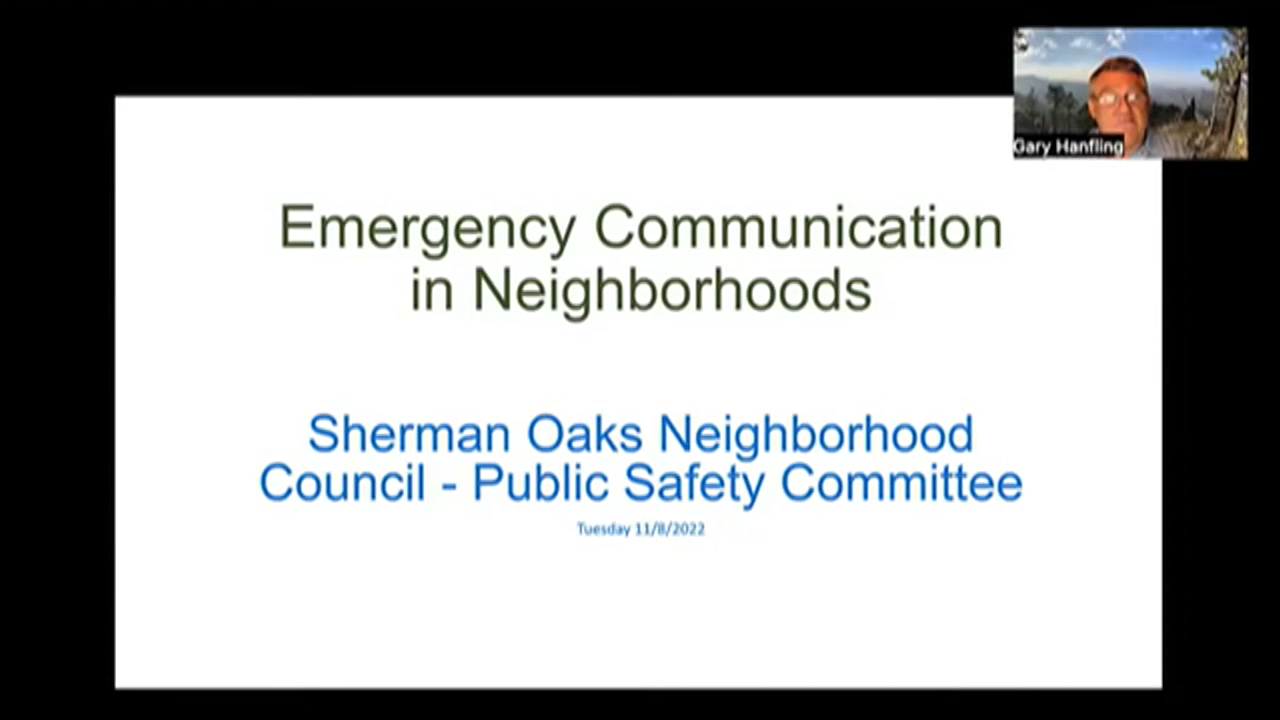 Gary Hanfling
Emergency Communication
in Neighborhoods
Sherman Oaks Neighborhood
Council - Public Safety Committee
Tuesday 11/8/2022